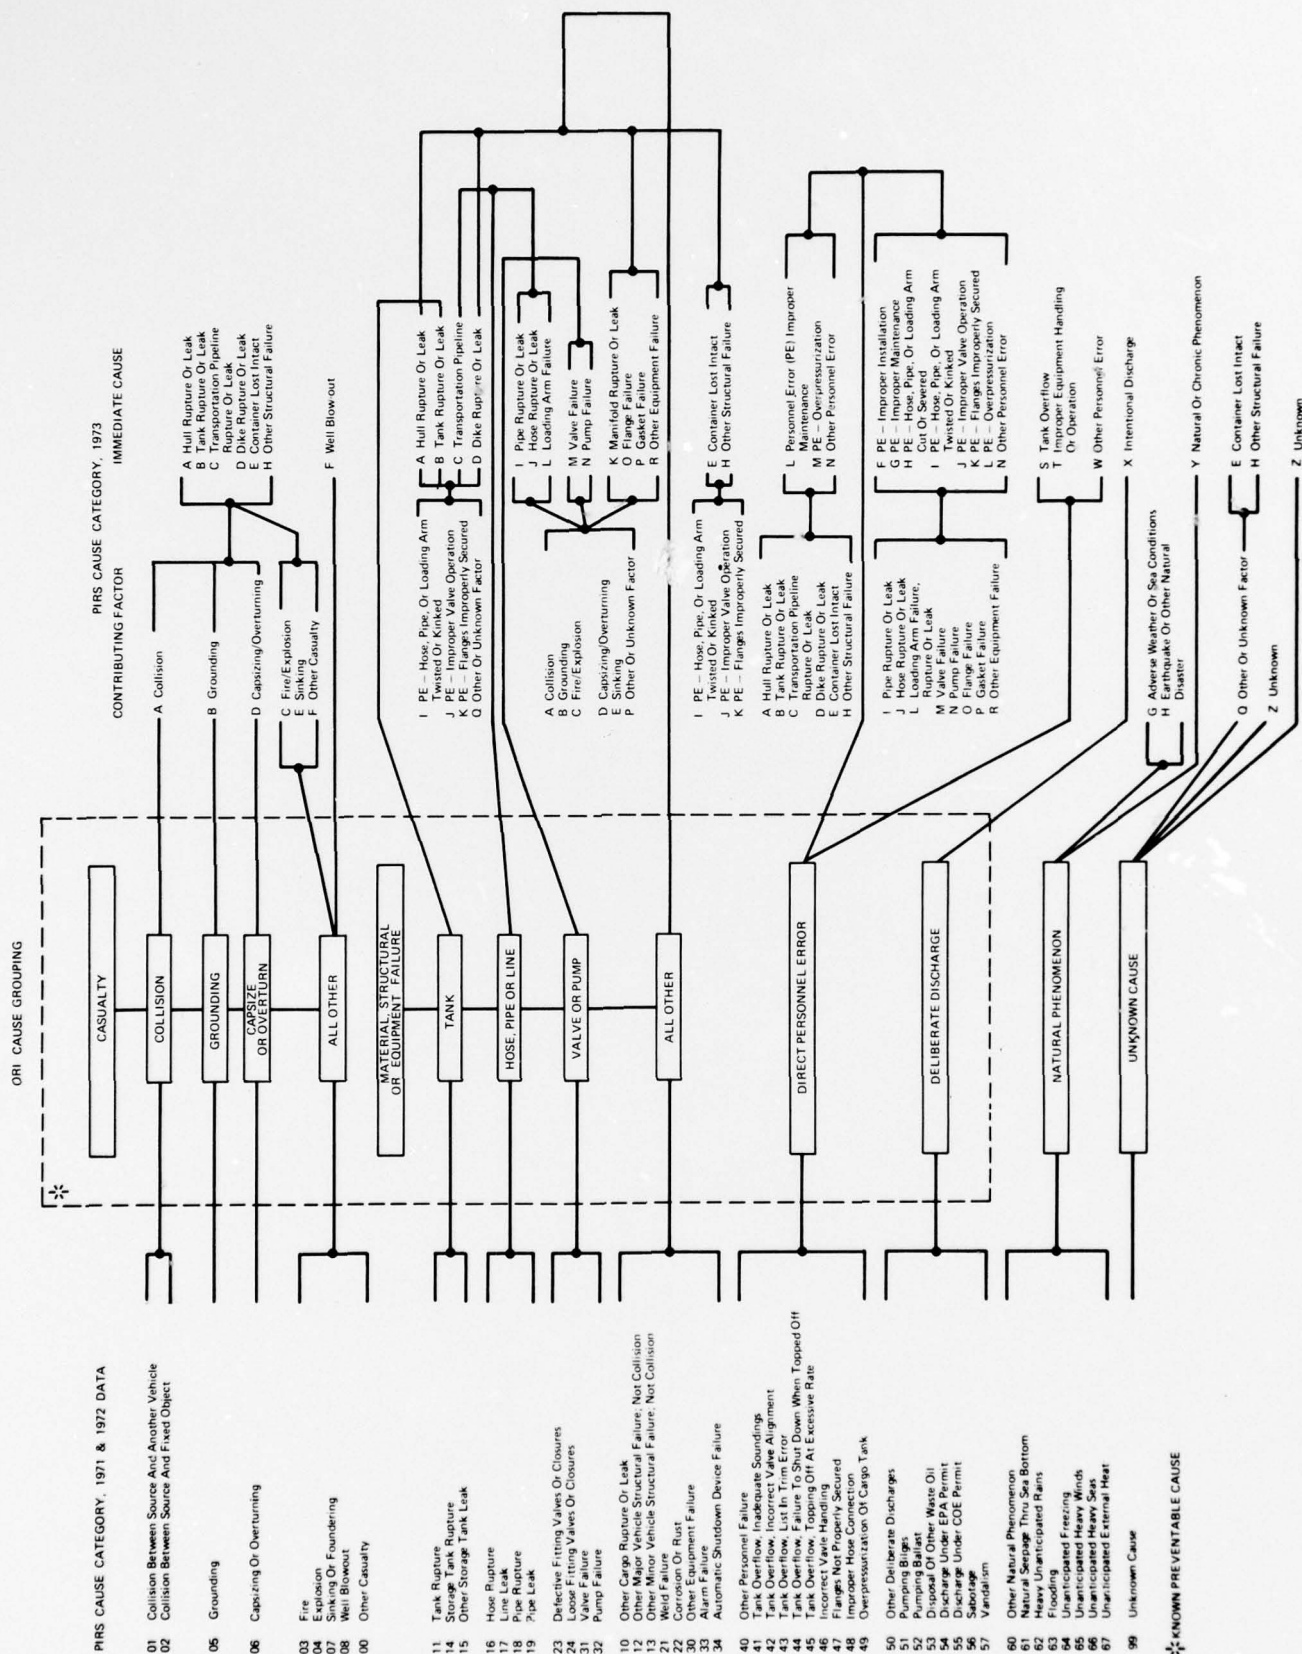 PIRS CAUSE CATEGORY, 1971 & 1972 DATA
01 Collision Between Source And Another Vehicle
02 Collision Between Source And Fixed Object
05 Grounding
06 Capsizing Or Overturning
03 Fire
04 Explosion
07 Sinking Or Foundering
08 Well Blowout
00 Other Casualty
11 Tank Rupture
14 Storage Tank Rupture
15 Other Storage Tank Leak
16 Hose Rupture
17 Line Leak
18 Pipe Rupture
19 Pipe Leak
23 Defective Fitting Valves Or Closures
24 Loose Fitting Valves Or Closures
31 Valve Failure
32 Pump Failure
10 Other Cargo Rupture Or Leak
12 Other Major Vehicle Structural Failure; Not Collision
13 Other Minor Vehicle Structural Failure; Not Collision
21 Weld Failure
22 Corrosion Or Rust
30 Other Equipment Failure
33 Alarm Failure
34 Automatic Shutdown Device Failure
40 Other Personnel Failure
41 Tank Overflow, Inadequate Soundings
42 Tank Overflow, Incorrect Valve Alignment
43 Tank Overflow, List In Trim Error
44 Tank Overflow, Failure To Shut Down When Topped Off
45 Tank Overflow, Topping Off At Excessive Rate
46 Incorrect Vavle Handling
47 Flanges Not Properly Secured
48 Improper Hose Connection
49 Overpressurization Of Cargo Tank
50 Other Deliberate Discharges
51 Pumping Bilges
52 Pumping Ballast
53 Disposal Of Other Waste Oil
54 Discharge Under EPA Permit
55 Discharge Under COE Permit
56 Sabotage
57 Vandalism
60 Other Natural Phenomenon
61 Natural Seepage Thru Sea Bottom
62 Heavy Unanticipated Rains
63 Flooding
64 Unanticipated Freezing
65 Unanticipated Heavy Winds
66 Unanticipated Heavy Seas
67 Unanticipated External Heat
99 Unknown Cause
KNOWN PREVENTABLE CAUSE
ORI CAUSE GROUPING
CASUALTY
COLLISION
GROUNDING
CAPSIZE
OR OVERTURN
ALL OTHER
MATERIAL, STRUCTURAL
OR EQUIPMENT FAILURE
TANK
HOSE, PIPE OR LINE
VALVE OR PUMP
ALL OTHER
DIRECT PERSONNEL ERROR
DELIBERATE DISCHARGE
NATURAL PHENOMENON
UNKNOWN CAUSE
PIRS CAUSE CATEGORY, 1973
CONTRIBUTING FACTOR
A Collision
B Grounding
D Capsizing/Overturning
C Fire/Explosion
E Sinking
F Other Casualty
I PE – Hose, Pipe, Or Loading Arm
Twisted Or Kinked
J PE – Improper Valve Operation
K PE – Flanges Improperly Secured
Q Other Or Unknown Factor
A Collision
B Grounding
C Fire/Explosion
D Capsizing/Overturning
E Sinking
P Other Or Unknown Factor
I PE – Hose, Pipe, Or Loading Arm
Twisted Or Kinked
J PE – Improper Valve Operation
K PE – Flanges Improperly Secured
A Hull Rupture Or Leak
B Tank Rupture Or Leak
C Transportation Pipeline
Rupture Or Leak
D Dike Rupture Or Leak
E Container Lost Intact
H Other Structural Failure
I Pipe Rupture Or Leak
J Hose Rupture Or Leak
L Loading Arm Failure,
Rupture Or Leak
M Valve Failure
N Pump Failure
O Flange Failure
P Gasket Failure
R Other Equipment Failure
G Adverse Weather Or Sea Conditions
H Earthquake Or Other Natural
Disaster
Q Other Or Unknown Factor
Z Unknown
IMMEDIATE CAUSE
A Hull Rupture Or Leak
B Tank Rupture Or Leak
C Transportation Pipeline
Rupture Or Leak
D Dike Rupture Or Leak
E Container Lost Intact
H Other Structural Failure
F Well Blow-out
A Hull Rupture Or Leak
B Tank Rupture Or Leak
C Transportation Pipeline
D Dike Rupture Or Leak
I Pipe Rupture Or Leak
J Hose Rupture Or Leak
L Loading Arm Failure
M Valve Failure
N Pump Failure
K Manifold Rupture Or Leak
O Flange Failure
P Gasket Failure
R Other Equipment Failure
E Container Lost Intact
H Other Structural Failure
L Personnel Error (PE) Improper
Maintenance
M PE – Overpressurization
N Other Personnel Error
F PE – Improper Installation
G PE – Improper Maintenance
H PE – Hose, Pipe, Or Loading Arm
Cut Or Severed
I PE – Hose, Pipe, Or Loading Arm
Twisted Or Kinked
J PE – Improper Valve Operation
K PE – Flanges Improperly Secured
L PE – Overpressurization
N Other Personnel Error
S Tank Overflow
T Improper Equipment Handling
Or Operation
W Other Personnel Error
X Intentional Discharge
Y Natural Or Chronic Phenomenon
E Container Lost Intact
H Other Structural Failure
Z Unknown